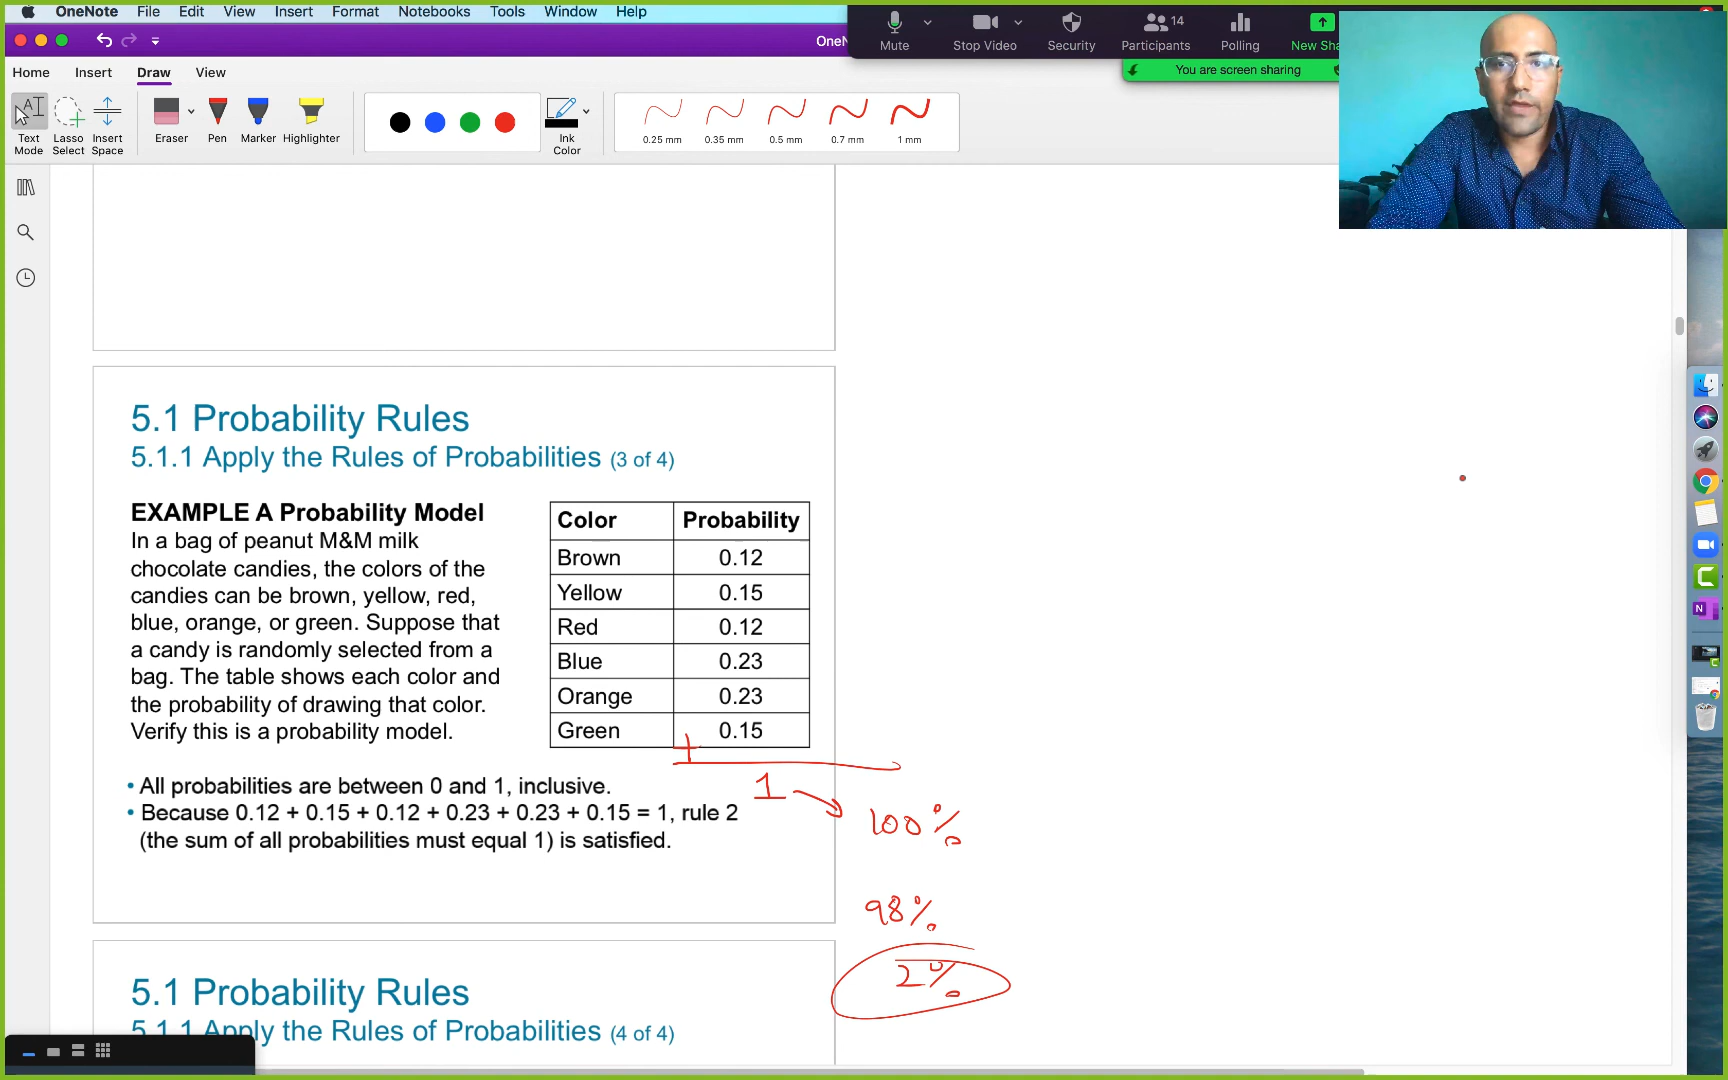 OneNote File Edit View Insert Format Notebooks Tools Window Help
14
Mute Stop Video Security Participants Polling New Sha
You are screen sharing
OneN
Home Insert Draw View
Text Mode
Lasso Select
Insert Space
Eraser Pen Marker Highlighter
Ink Color
0.25 mm 0.35 mm 0.5 mm 0.7 mm 1 mm
5.1 Probability Rules
5.1.1 Apply the Rules of Probabilities (3 of 4)
EXAMPLE A Probability Model
In a bag of peanut M&M milk
chocolate candies, the colors of the
candies can be brown, yellow, red,
blue, orange, or green. Suppose that
a candy is randomly selected from a
bag. The table shows each color and
the probability of drawing that color.
Verify this is a probability model.
Color Probability
Brown 0.12
Yellow 0.15
Red 0.12
Blue 0.23
Orange 0.23
Green 0.15
+
1
100%
• All probabilities are between 0 and 1, inclusive.
• Because 0.12 + 0.15 + 0.12 + 0.23 + 0.23 + 0.15 = 1, rule 2
(the sum of all probabilities must equal 1) is satisfied.
98%
2%
5.1 Probability Rules
5.1.1 Apply the Rules of Probabilities (4 of 4)